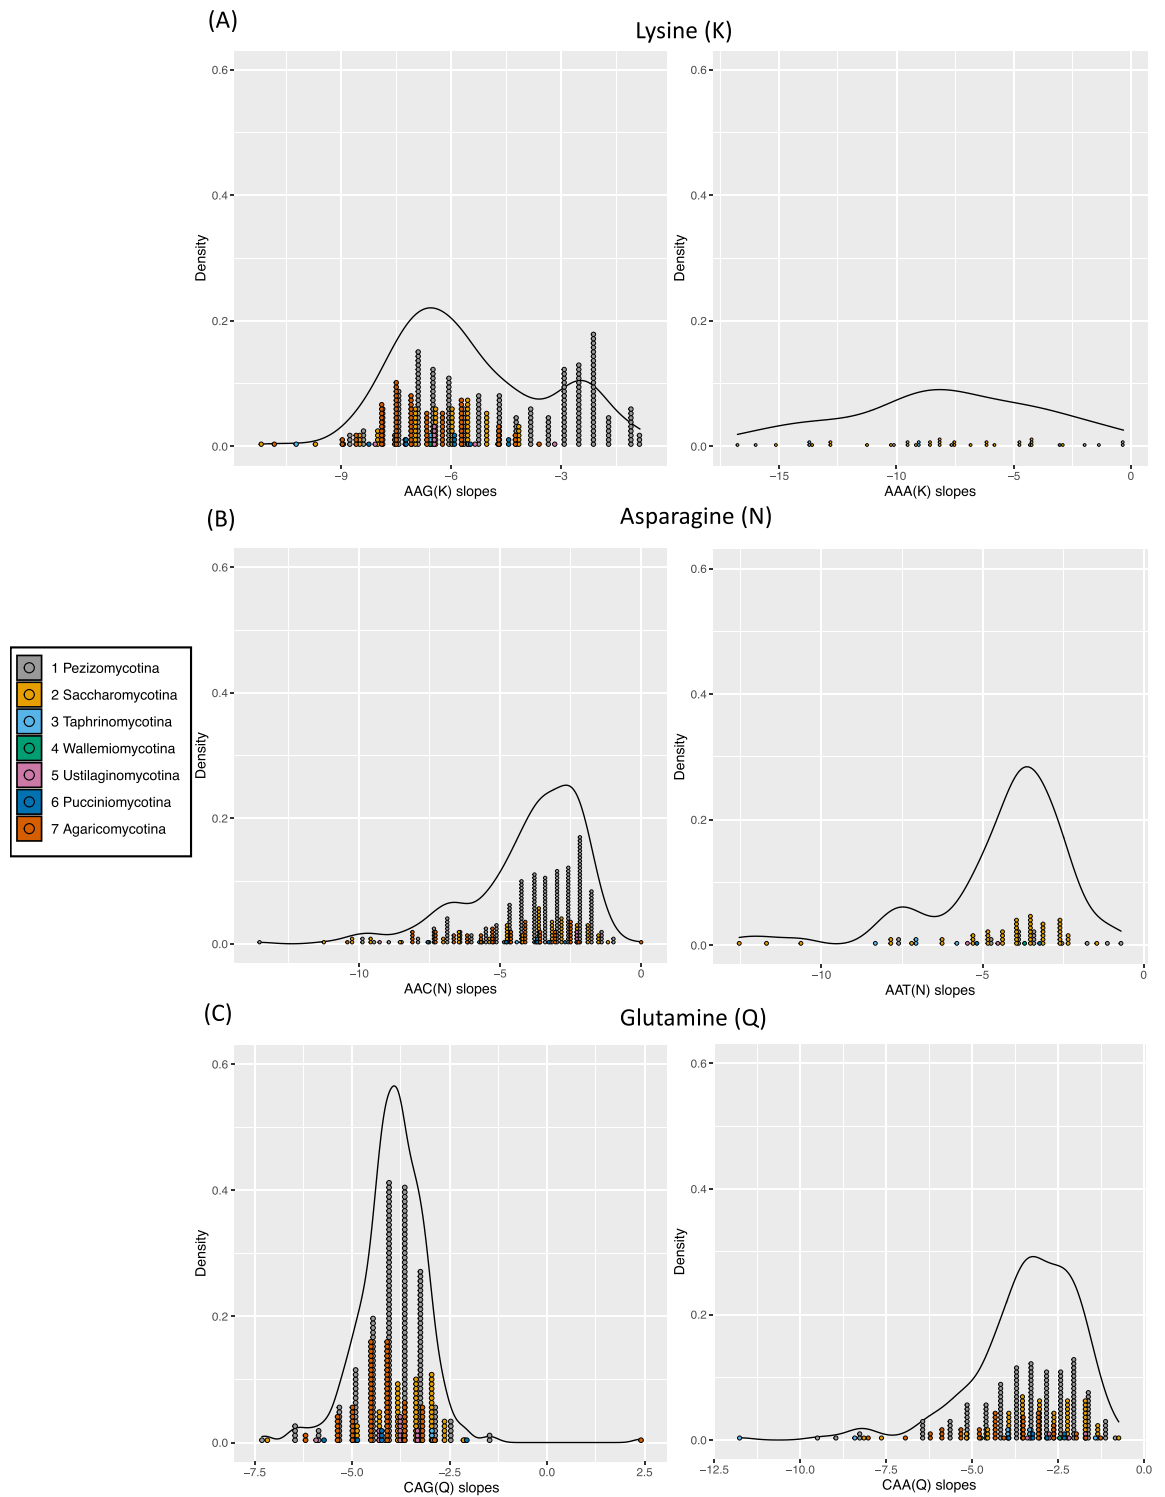 (A)
Lysine (K)
0.6
0.4
0.2
0.0
Density
−9
−6
−3
AAG(K) slopes
0.6
0.4
0.2
0.0
Density
−15
−10
−5
0
AAA(K) slopes
(B)
Asparagine (N)
1 Pezizomycotina
2 Saccharomycotina
3 Taphrinomycotina
4 Wallemiomycotina
5 Ustilaginomycotina
6 Pucciniomycotina
7 Agaricomycotina
0.6
0.4
0.2
0.0
Density
−10
−5
0
AAC(N) slopes
0.6
0.4
0.2
0.0
Density
−10
−5
0
AAT(N) slopes
(C)
Glutamine (Q)
0.6
0.4
0.2
0.0
Density
−7.5
−5.0
−2.5
0.0
2.5
CAG(Q) slopes
0.6
0.4
0.2
0.0
Density
−12.5
−10.0
−7.5
−5.0
−2.5
0.0
CAA(Q) slopes